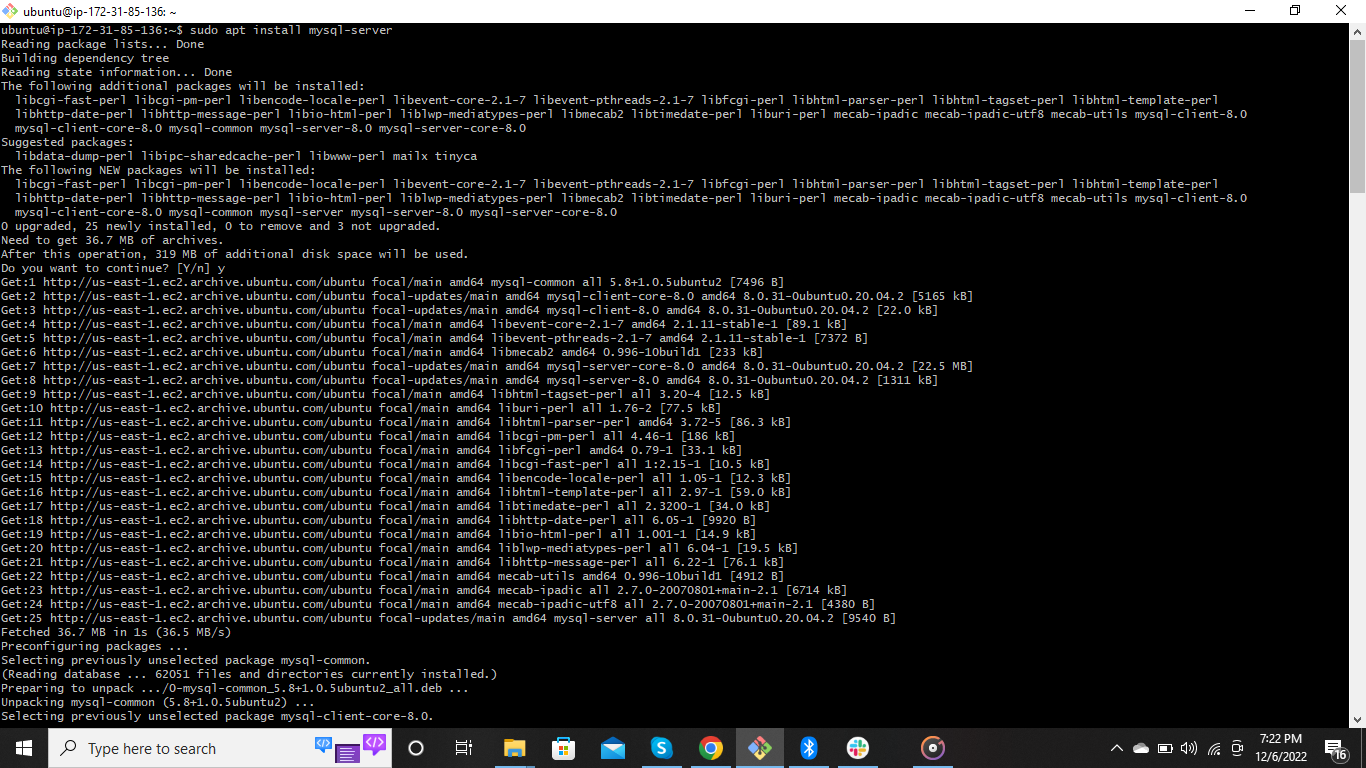 ubuntu@ip-172-31-85-136: ~
ubuntu@ip-172-31-85-136:~$ sudo apt install mysql-server
Reading package lists... Done
Building dependency tree
Reading state information... Done
The following additional packages will be installed:
  libcgi-fast-perl libcgi-pm-perl libencode-locale-perl libevent-core-2.1-7 libevent-pthreads-2.1-7 libfcgi-perl libhtml-parser-perl libhtml-tagset-perl libhtml-template-perl
  libhttp-date-perl libhttp-message-perl libio-html-perl liblwp-mediatypes-perl libmecab2 libtimedate-perl liburi-perl mecab-ipadic mecab-ipadic-utf8 mecab-utils mysql-client-8.0
  mysql-client-core-8.0 mysql-common mysql-server-8.0 mysql-server-core-8.0
Suggested packages:
  libdata-dump-perl libipc-sharedcache-perl libwww-perl mailx tinyca
The following NEW packages will be installed:
  libcgi-fast-perl libcgi-pm-perl libencode-locale-perl libevent-core-2.1-7 libevent-pthreads-2.1-7 libfcgi-perl libhtml-parser-perl libhtml-tagset-perl libhtml-template-perl
  libhttp-date-perl libhttp-message-perl libio-html-perl liblwp-mediatypes-perl libmecab2 libtimedate-perl liburi-perl mecab-ipadic mecab-ipadic-utf8 mecab-utils mysql-client-8.0
  mysql-client-core-8.0 mysql-common mysql-server mysql-server-8.0 mysql-server-core-8.0
0 upgraded, 25 newly installed, 0 to remove and 3 not upgraded.
Need to get 36.7 MB of archives.
After this operation, 319 MB of additional disk space will be used.
Do you want to continue? [Y/n] y
Get:1 http://us-east-1.ec2.archive.ubuntu.com/ubuntu focal/main amd64 mysql-common all 5.8+1.0.5ubuntu2 [7496 B]
Get:2 http://us-east-1.ec2.archive.ubuntu.com/ubuntu focal-updates/main amd64 mysql-client-core-8.0 amd64 8.0.31-0ubuntu0.20.04.2 [5165 kB]
Get:3 http://us-east-1.ec2.archive.ubuntu.com/ubuntu focal-updates/main amd64 mysql-client-8.0 amd64 8.0.31-0ubuntu0.20.04.2 [22.0 kB]
Get:4 http://us-east-1.ec2.archive.ubuntu.com/ubuntu focal/main amd64 libevent-core-2.1-7 amd64 2.1.11-stable-1 [89.1 kB]
Get:5 http://us-east-1.ec2.archive.ubuntu.com/ubuntu focal/main amd64 libevent-pthreads-2.1-7 amd64 2.1.11-stable-1 [7372 B]
Get:6 http://us-east-1.ec2.archive.ubuntu.com/ubuntu focal/main amd64 libmecab2 amd64 0.996-10build1 [233 kB]
Get:7 http://us-east-1.ec2.archive.ubuntu.com/ubuntu focal-updates/main amd64 mysql-server-core-8.0 amd64 8.0.31-0ubuntu0.20.04.2 [22.5 MB]
Get:8 http://us-east-1.ec2.archive.ubuntu.com/ubuntu focal-updates/main amd64 mysql-server-8.0 amd64 8.0.31-0ubuntu0.20.04.2 [1311 kB]
Get:9 http://us-east-1.ec2.archive.ubuntu.com/ubuntu focal/main amd64 libhtml-tagset-perl all 3.20-4 [12.5 kB]
Get:10 http://us-east-1.ec2.archive.ubuntu.com/ubuntu focal/main amd64 liburi-perl all 1.76-2 [77.5 kB]
Get:11 http://us-east-1.ec2.archive.ubuntu.com/ubuntu focal/main amd64 libhtml-parser-perl amd64 3.72-5 [86.3 kB]
Get:12 http://us-east-1.ec2.archive.ubuntu.com/ubuntu focal/main amd64 libcgi-pm-perl all 4.46-1 [186 kB]
Get:13 http://us-east-1.ec2.archive.ubuntu.com/ubuntu focal/main amd64 libfcgi-perl amd64 0.79-1 [33.1 kB]
Get:14 http://us-east-1.ec2.archive.ubuntu.com/ubuntu focal/main amd64 libcgi-fast-perl all 1:2.15-1 [10.5 kB]
Get:15 http://us-east-1.ec2.archive.ubuntu.com/ubuntu focal/main amd64 libencode-locale-perl all 1.05-1 [12.3 kB]
Get:16 http://us-east-1.ec2.archive.ubuntu.com/ubuntu focal/main amd64 libhtml-template-perl all 2.97-1 [59.0 kB]
Get:17 http://us-east-1.ec2.archive.ubuntu.com/ubuntu focal/main amd64 libtimedate-perl all 2.3200-1 [34.0 kB]
Get:18 http://us-east-1.ec2.archive.ubuntu.com/ubuntu focal/main amd64 libhttp-date-perl all 6.05-1 [9920 B]
Get:19 http://us-east-1.ec2.archive.ubuntu.com/ubuntu focal/main amd64 libio-html-perl all 1.001-1 [14.9 kB]
Get:20 http://us-east-1.ec2.archive.ubuntu.com/ubuntu focal/main amd64 liblwp-mediatypes-perl all 6.04-1 [19.5 kB]
Get:21 http://us-east-1.ec2.archive.ubuntu.com/ubuntu focal/main amd64 libhttp-message-perl all 6.22-1 [76.1 kB]
Get:22 http://us-east-1.ec2.archive.ubuntu.com/ubuntu focal/main amd64 mecab-utils amd64 0.996-10build1 [4912 B]
Get:23 http://us-east-1.ec2.archive.ubuntu.com/ubuntu focal/main amd64 mecab-ipadic all 2.7.0-20070801+main-2.1 [6714 kB]
Get:24 http://us-east-1.ec2.archive.ubuntu.com/ubuntu focal/main amd64 mecab-ipadic-utf8 all 2.7.0-20070801+main-2.1 [4380 B]
Get:25 http://us-east-1.ec2.archive.ubuntu.com/ubuntu focal-updates/main amd64 mysql-server all 8.0.31-0ubuntu0.20.04.2 [9540 B]
Fetched 36.7 MB in 1s (36.5 MB/s)
Preconfiguring packages ...
Selecting previously unselected package mysql-common.
(Reading database ... 62051 files and directories currently installed.)
Preparing to unpack .../0-mysql-common_5.8+1.0.5ubuntu2_all.deb ...
Unpacking mysql-common (5.8+1.0.5ubuntu2) ...
Selecting previously unselected package mysql-client-core-8.0.
Type here to search
7:22 PM
12/6/2022
16